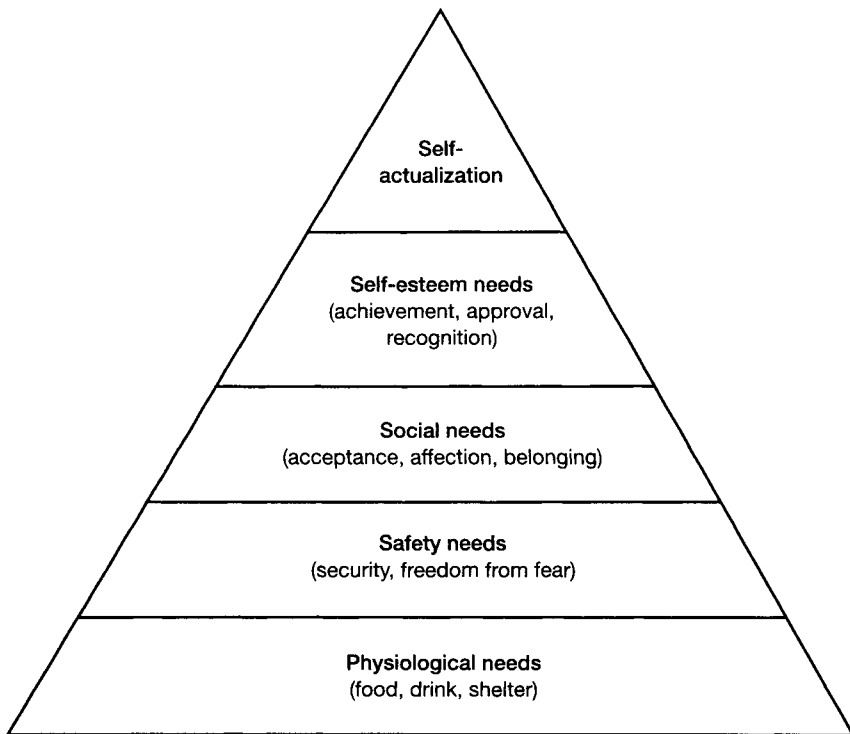 Self-
actualization
Self-esteem needs
(achievement, approval,
recognition)
Social needs
(acceptance, affection, belonging)
Safety needs
(security, freedom from fear)
Physiological needs
(food, drink, shelter)